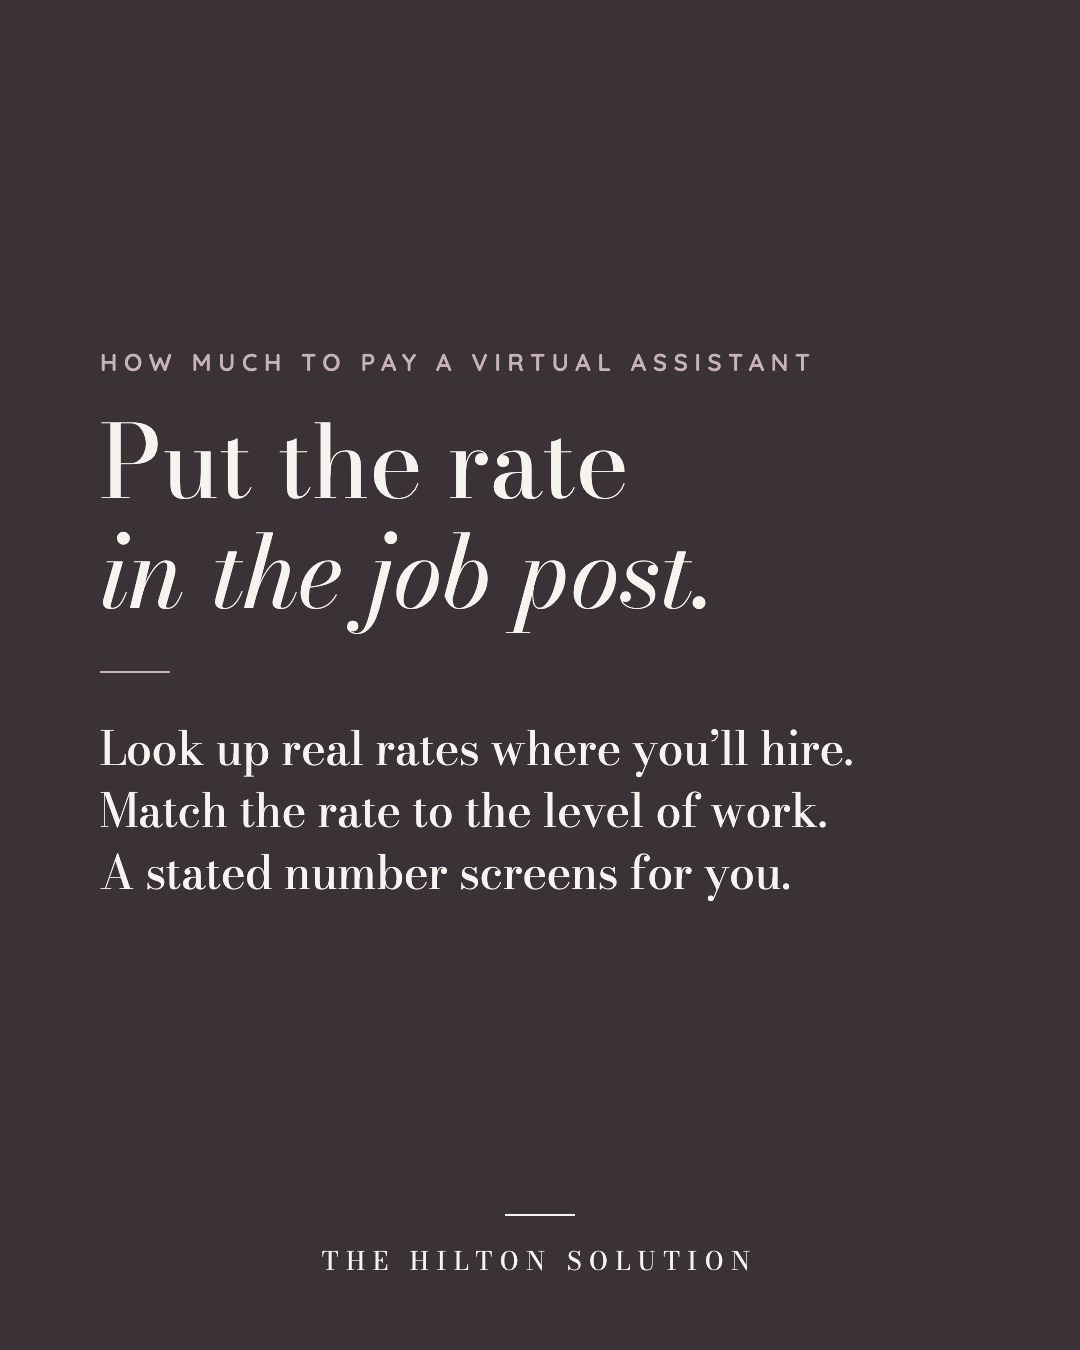 HOW MUCH TO PAY A VIRTUAL ASSISTANT
Put the rate
in the job post.
Look up real rates where you’ll hire.
Match the rate to the level of work.
A stated number screens for you.
THE HILTON SOLUTION